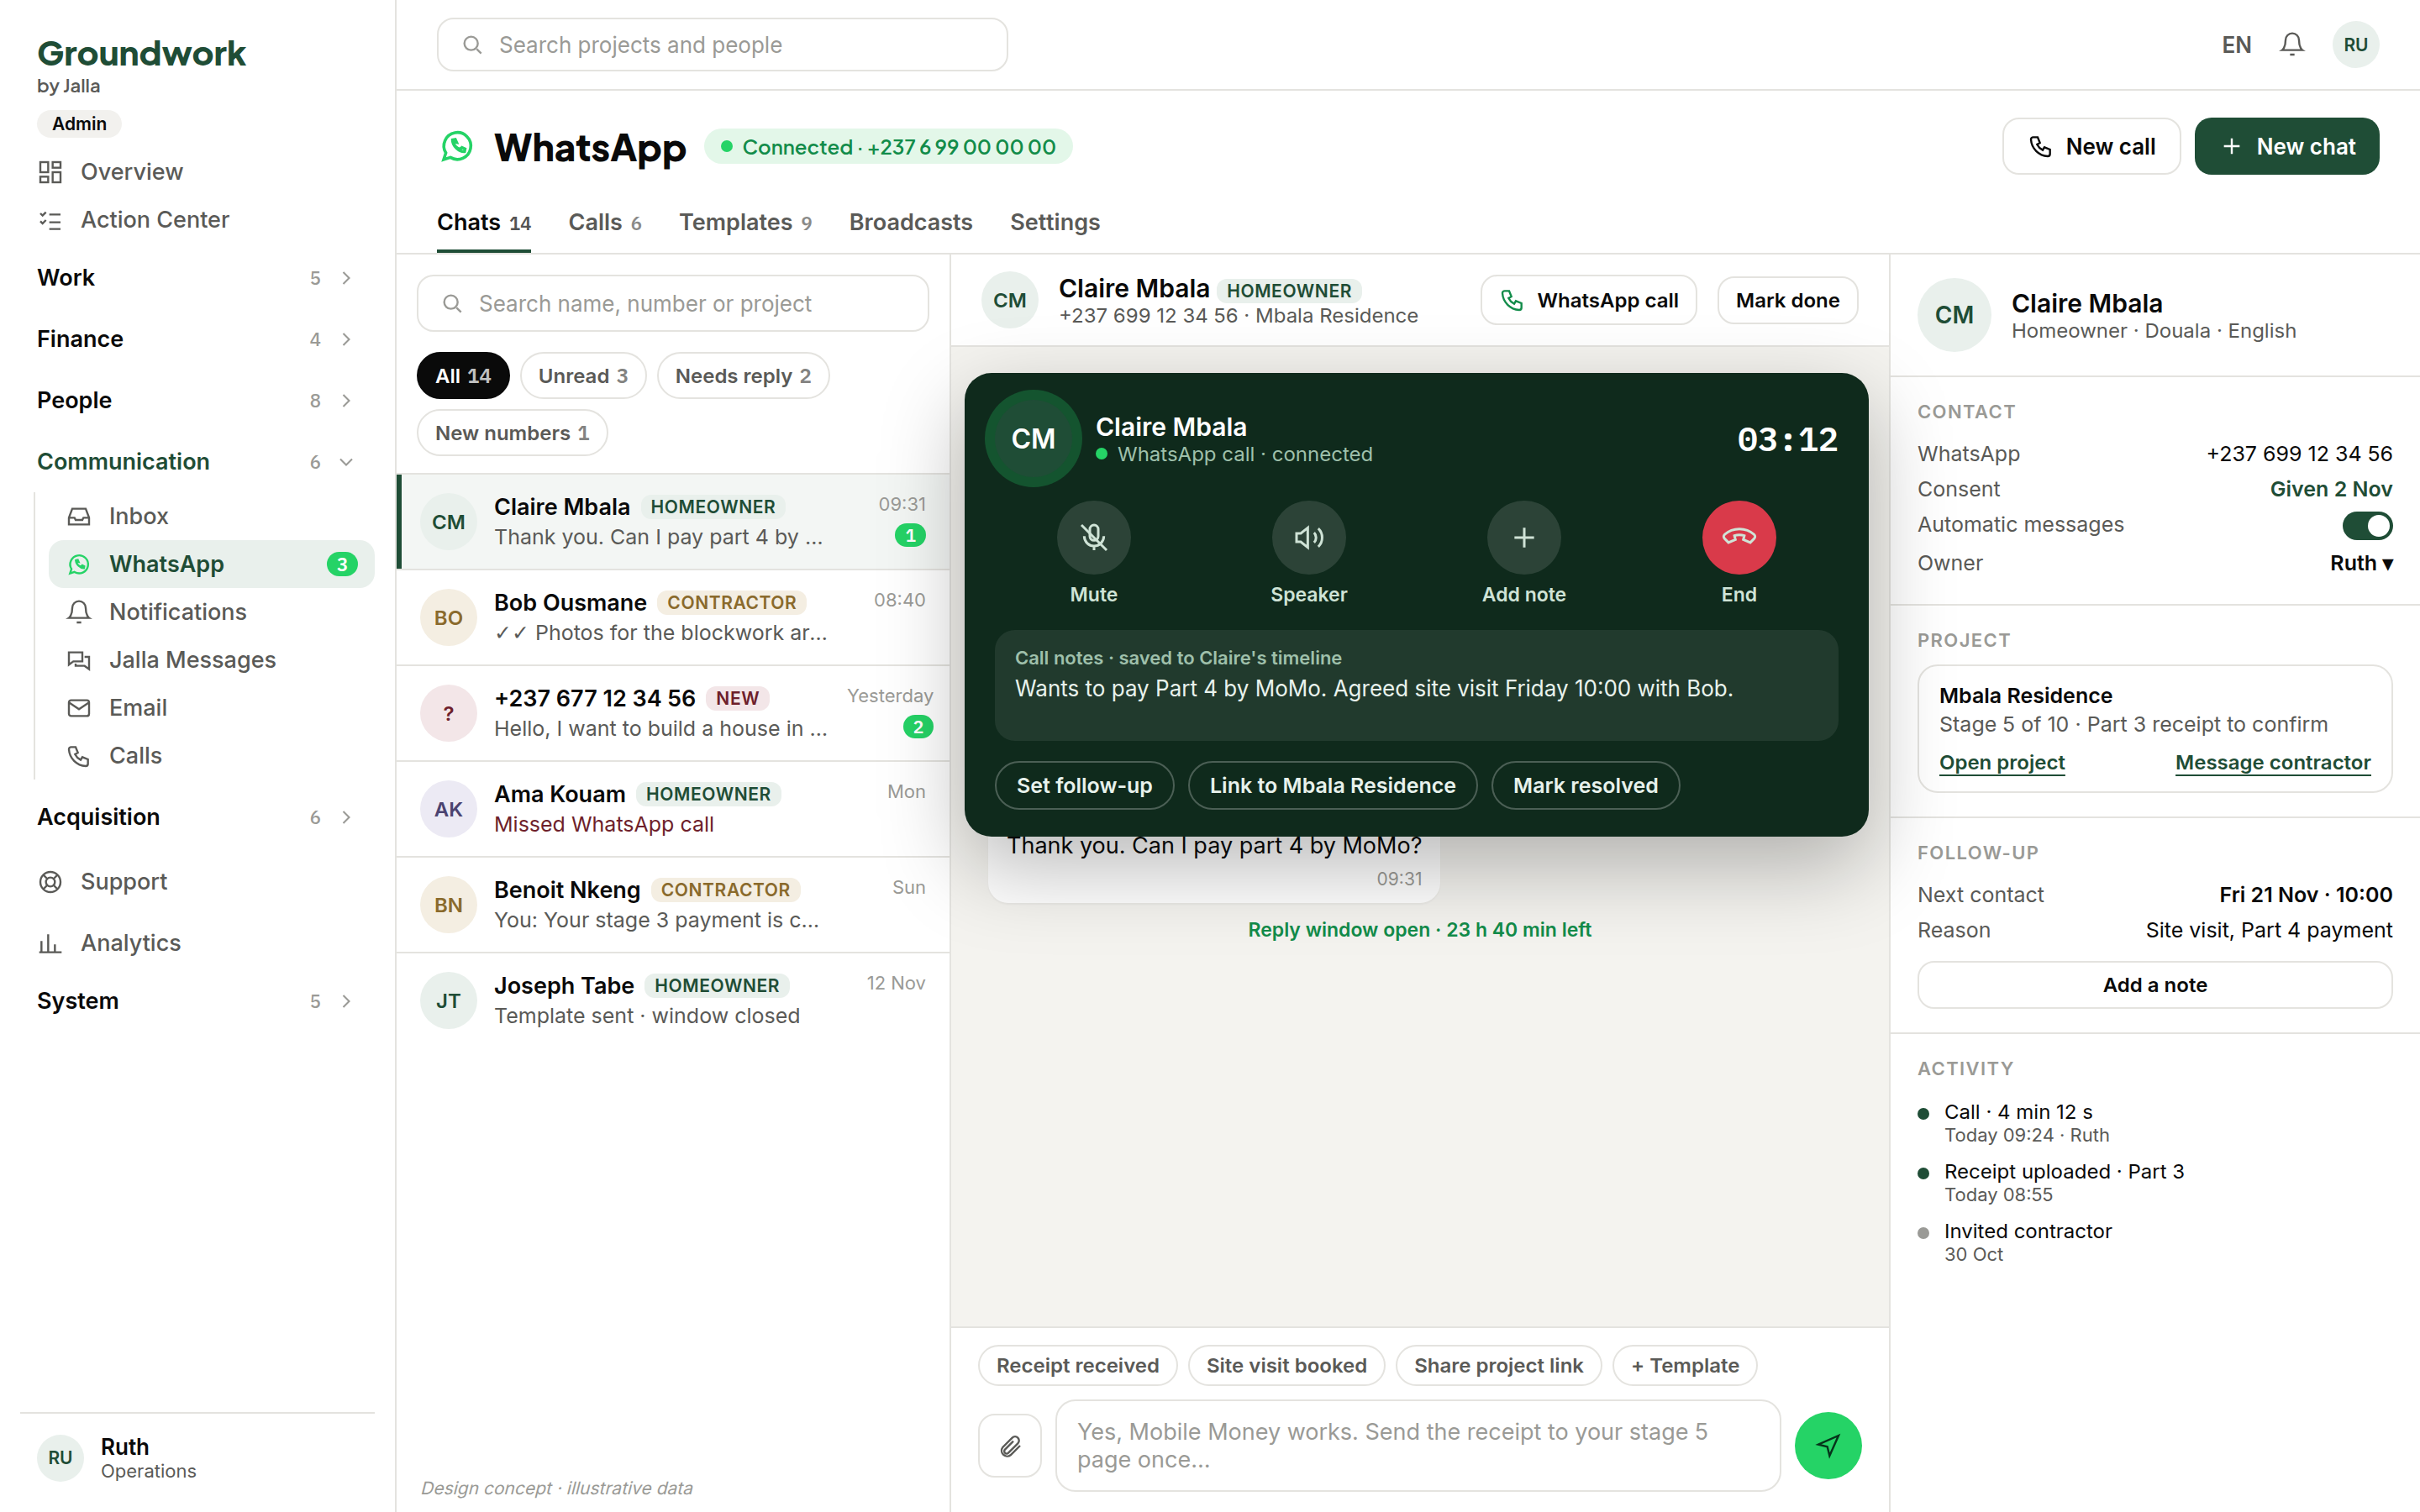 Groundwork
by Jalla
Admin
Overview
Action Center
Work 5
Finance 4
People 8
Communication 6
Inbox
WhatsApp 3
Notifications
Jalla Messages
Email
Calls
Acquisition 6
Support
Analytics
System 5
RU
Ruth
Operations
Search projects and people
EN
RU
WhatsApp
Connected · +237 6 99 00 00 00
New call
+ New chat
Chats 14
Calls 6
Templates 9
Broadcasts
Settings
Search name, number or project
All 14
Unread 3
Needs reply 2
New numbers 1
CM
Claire Mbala HOMEOWNER 09:31
Thank you. Can I pay part 4 by ... 1
BO
Bob Ousmane CONTRACTOR 08:40
✓✓ Photos for the blockwork ar...
?
+237 677 12 34 56 NEW Yesterday
Hello, I want to build a house in ... 2
AK
Ama Kouam HOMEOWNER Mon
Missed WhatsApp call
BN
Benoit Nkeng CONTRACTOR Sun
You: Your stage 3 payment is c...
JT
Joseph Tabe HOMEOWNER 12 Nov
Template sent · window closed
Design concept · illustrative data
CM
Claire Mbala HOMEOWNER
+237 699 12 34 56 · Mbala Residence
WhatsApp call
Mark done
CM
Claire Mbala
WhatsApp call · connected
03:12
Mute
Speaker
Add note
End
Call notes · saved to Claire's timeline
Wants to pay Part 4 by MoMo. Agreed site visit Friday 10:00 with Bob.
Set follow-up
Link to Mbala Residence
Mark resolved
Thank you. Can I pay part 4 by MoMo?
09:31
Reply window open · 23 h 40 min left
Receipt received
Site visit booked
Share project link
+ Template
Yes, Mobile Money works. Send the receipt to your stage 5
page once...
CM
Claire Mbala
Homeowner · Douala · English
CONTACT
WhatsApp +237 699 12 34 56
Consent Given 2 Nov
Automatic messages
Owner Ruth ▾
PROJECT
Mbala Residence
Stage 5 of 10 · Part 3 receipt to confirm
Open project
Message contractor
FOLLOW-UP
Next contact Fri 21 Nov · 10:00
Reason Site visit, Part 4 payment
Add a note
ACTIVITY
Call · 4 min 12 s
Today 09:24 · Ruth
Receipt uploaded · Part 3
Today 08:55
Invited contractor
30 Oct